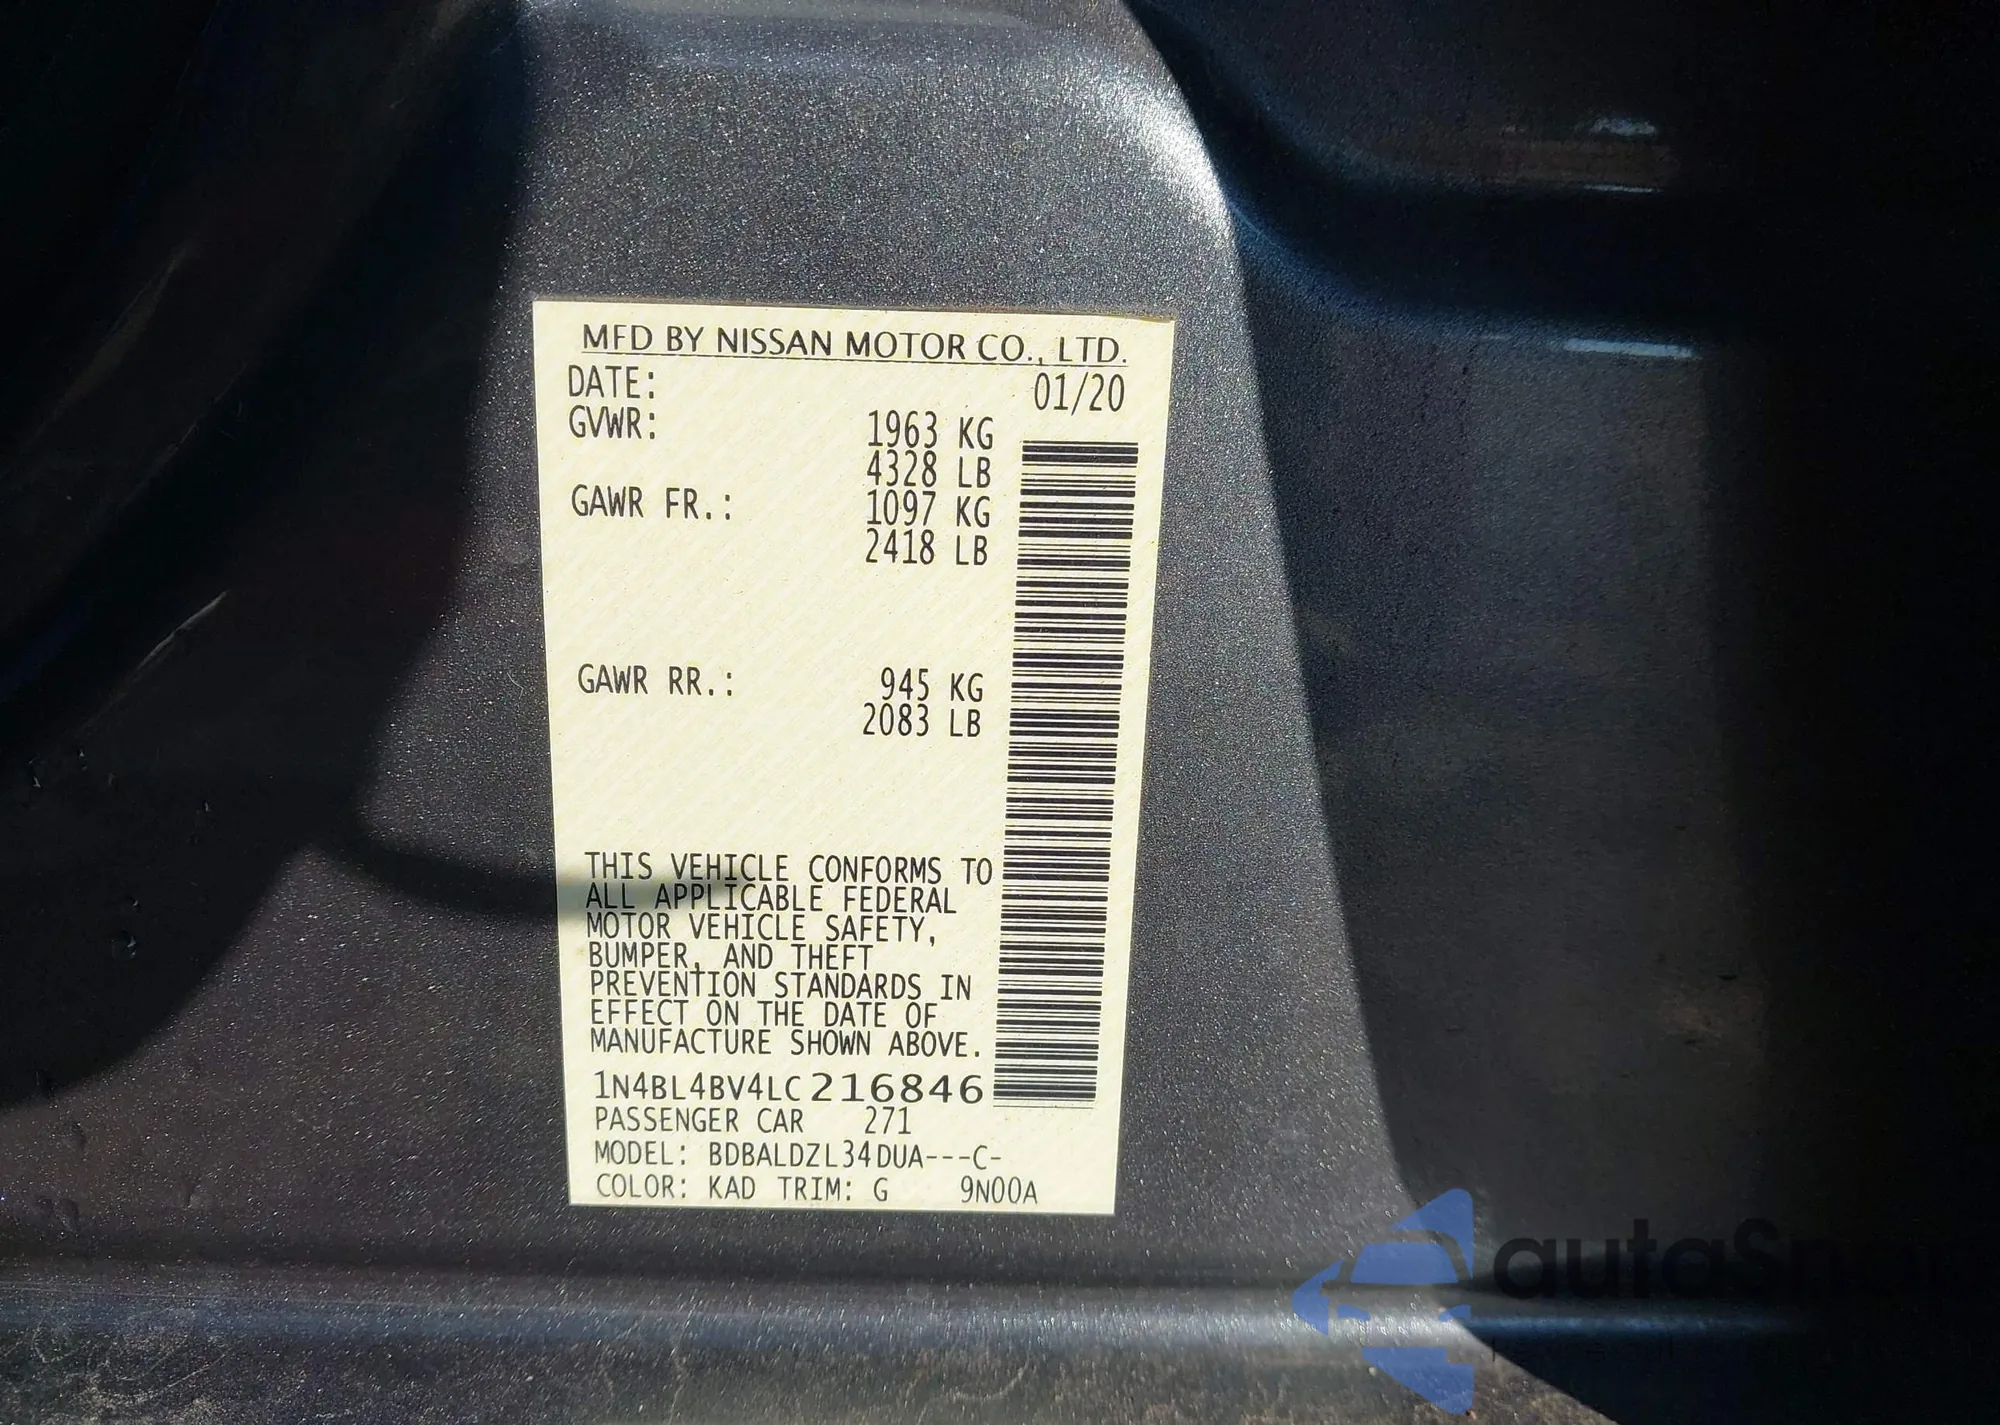 MFD BY NISSAN MOTOR CO., LTD.
DATE: 01/20
GVWR: 1963 KG
4328 LB
GAWR FR.: 1097 KG
2418 LB
GAWR RR.: 945 KG
2083 LB
THIS VEHICLE CONFORMS TO
ALL APPLICABLE FEDERAL
MOTOR VEHICLE SAFETY,
BUMPER, AND THEFT
PREVENTION STANDARDS IN
EFFECT ON THE DATE OF
MANUFACTURE SHOWN ABOVE.
1N4BL4BV4LC216846
PASSENGER CAR 271
MODEL: BDBALDZL34DUA---C-
COLOR: KAD TRIM: G 9N00A